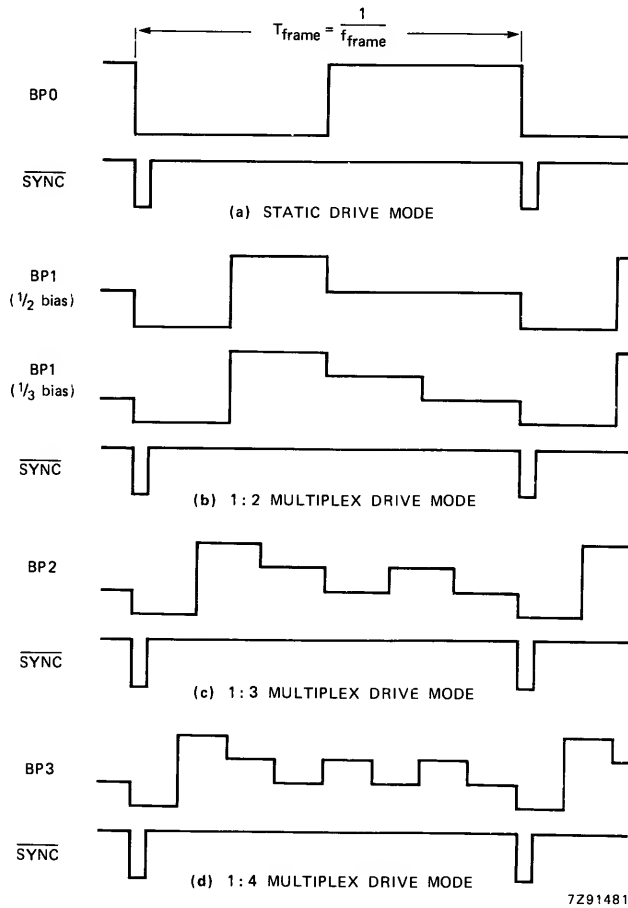 T_frame = 1/f_frame
BP0
SYNC
(a) STATIC DRIVE MODE
BP1
(1/2 bias)
BP1
(1/3 bias)
SYNC
(b) 1:2 MULTIPLEX DRIVE MODE
BP2
SYNC
(c) 1:3 MULTIPLEX DRIVE MODE
BP3
SYNC
(d) 1:4 MULTIPLEX DRIVE MODE
7Z91481